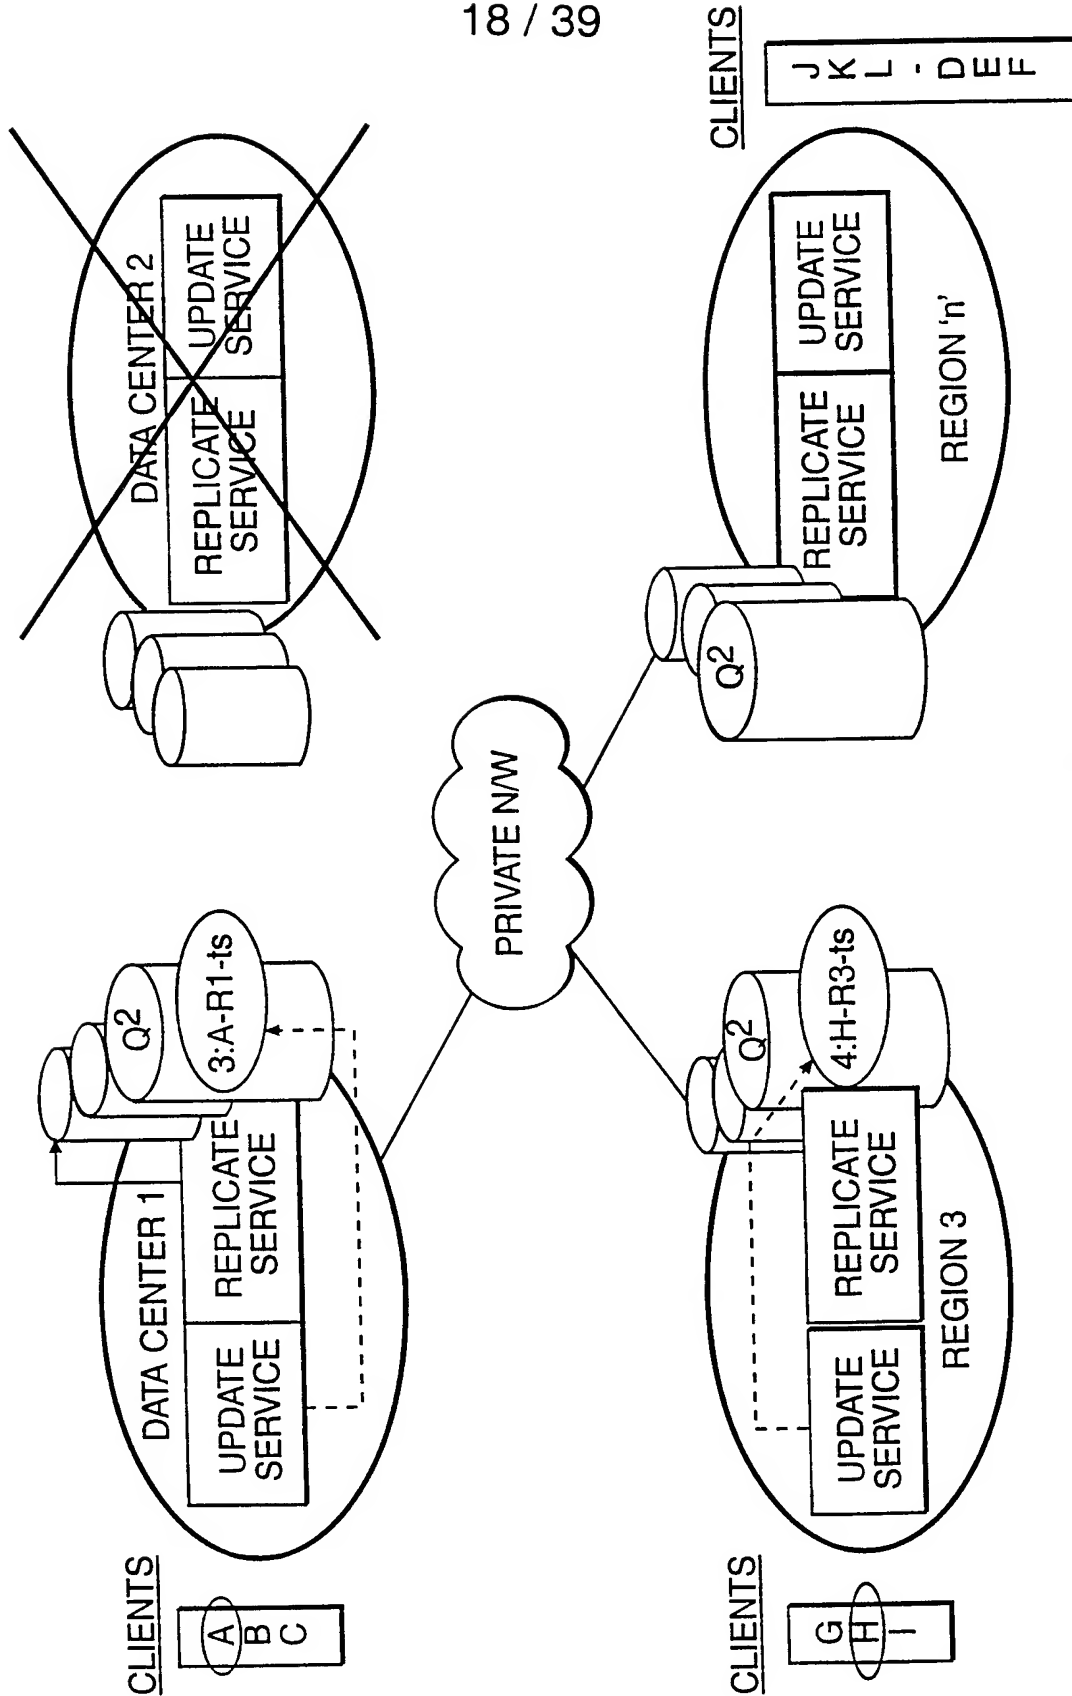 18 / 39
CLIENTS
A
B
C
DATA CENTER 1
UPDATE
SERVICE
REPLICATE
SERVICE
Q2
3:A-R1-ts
DATA CENTER 2
REPLICATE
SERVICE
UPDATE
SERVICE
PRIVATE N/W
CLIENTS
G
H
I
UPDATE
SERVICE
REPLICATE
SERVICE
REGION 3
Q2
4:H-R3-ts
Q2
REPLICATE
SERVICE
UPDATE
SERVICE
REGION 'n'
CLIENTS
J
K
L
-
D
E
F